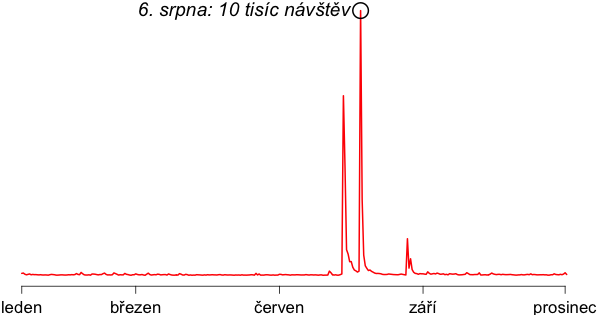 6. srpna: 10 tisíc návštěv
leden březen červen září prosinec